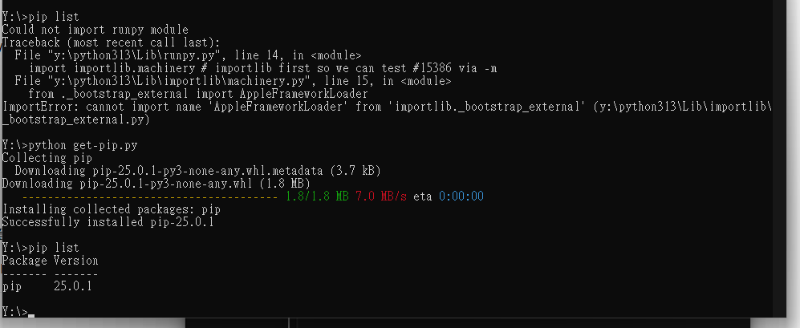 Y:\>pip list
Could not import runpy module
Traceback (most recent call last):
  File "y:\python313\Lib\runpy.py", line 14, in <module>
    import importlib.machinery # importlib first so we can test #15386 via -m
  File "y:\python313\Lib\importlib\machinery.py", line 15, in <module>
    from ._bootstrap_external import AppleFrameworkLoader
ImportError: cannot import name 'AppleFrameworkLoader' from 'importlib._bootstrap_external' (y:\python313\Lib\importlib\
_bootstrap_external.py)
Y:\>python get-pip.py
Collecting pip
  Downloading pip-25.0.1-py3-none-any.whl.metadata (3.7 kB)
Downloading pip-25.0.1-py3-none-any.whl (1.8 MB)
   ---------------------------------------- 1.8/1.8 MB 7.0 MB/s eta 0:00:00
Installing collected packages: pip
Successfully installed pip-25.0.1
Y:\>pip list
Package Version
------- -------
pip     25.0.1
Y:\>